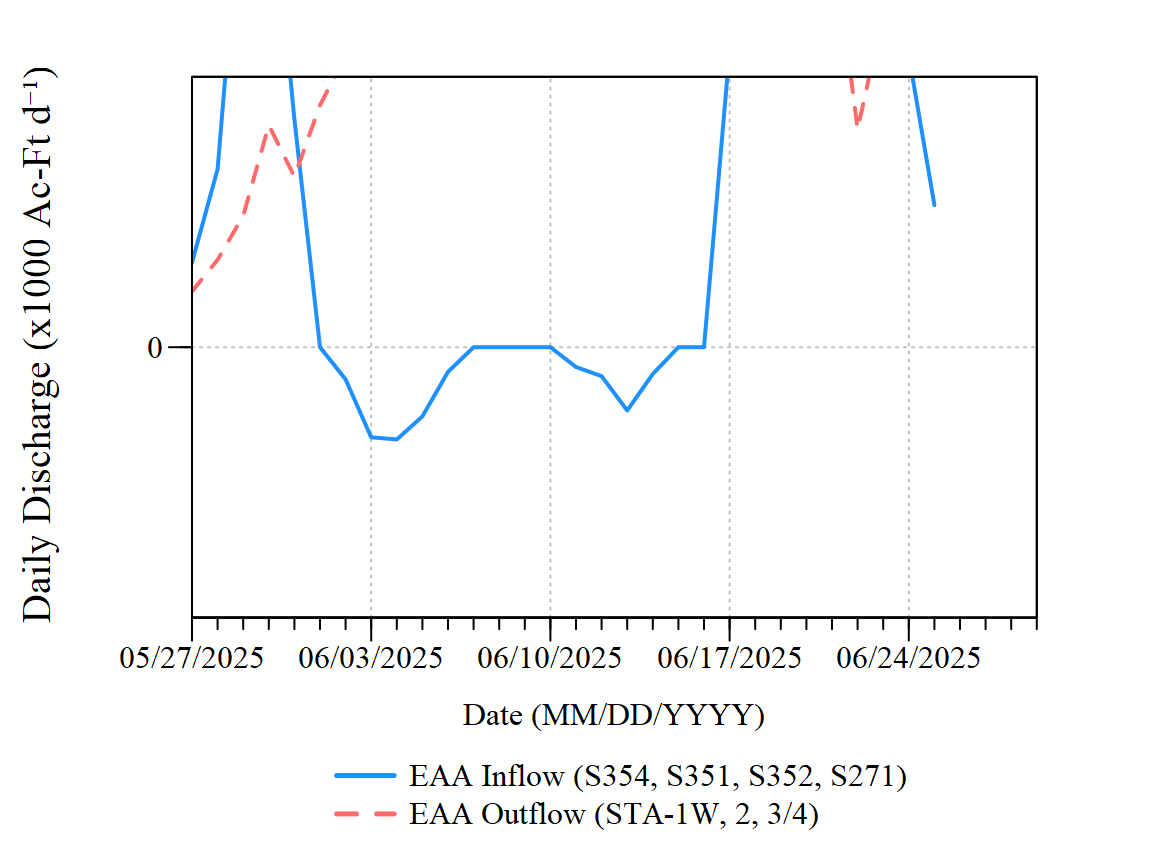 Daily Discharge (x1000 Ac-Ft d⁻¹)
0
05/27/2025 06/03/2025 06/10/2025 06/17/2025 06/24/2025
Date (MM/DD/YYYY)
EAA Inflow (S354, S351, S352, S271)
EAA Outflow (STA-1W, 2, 3/4)